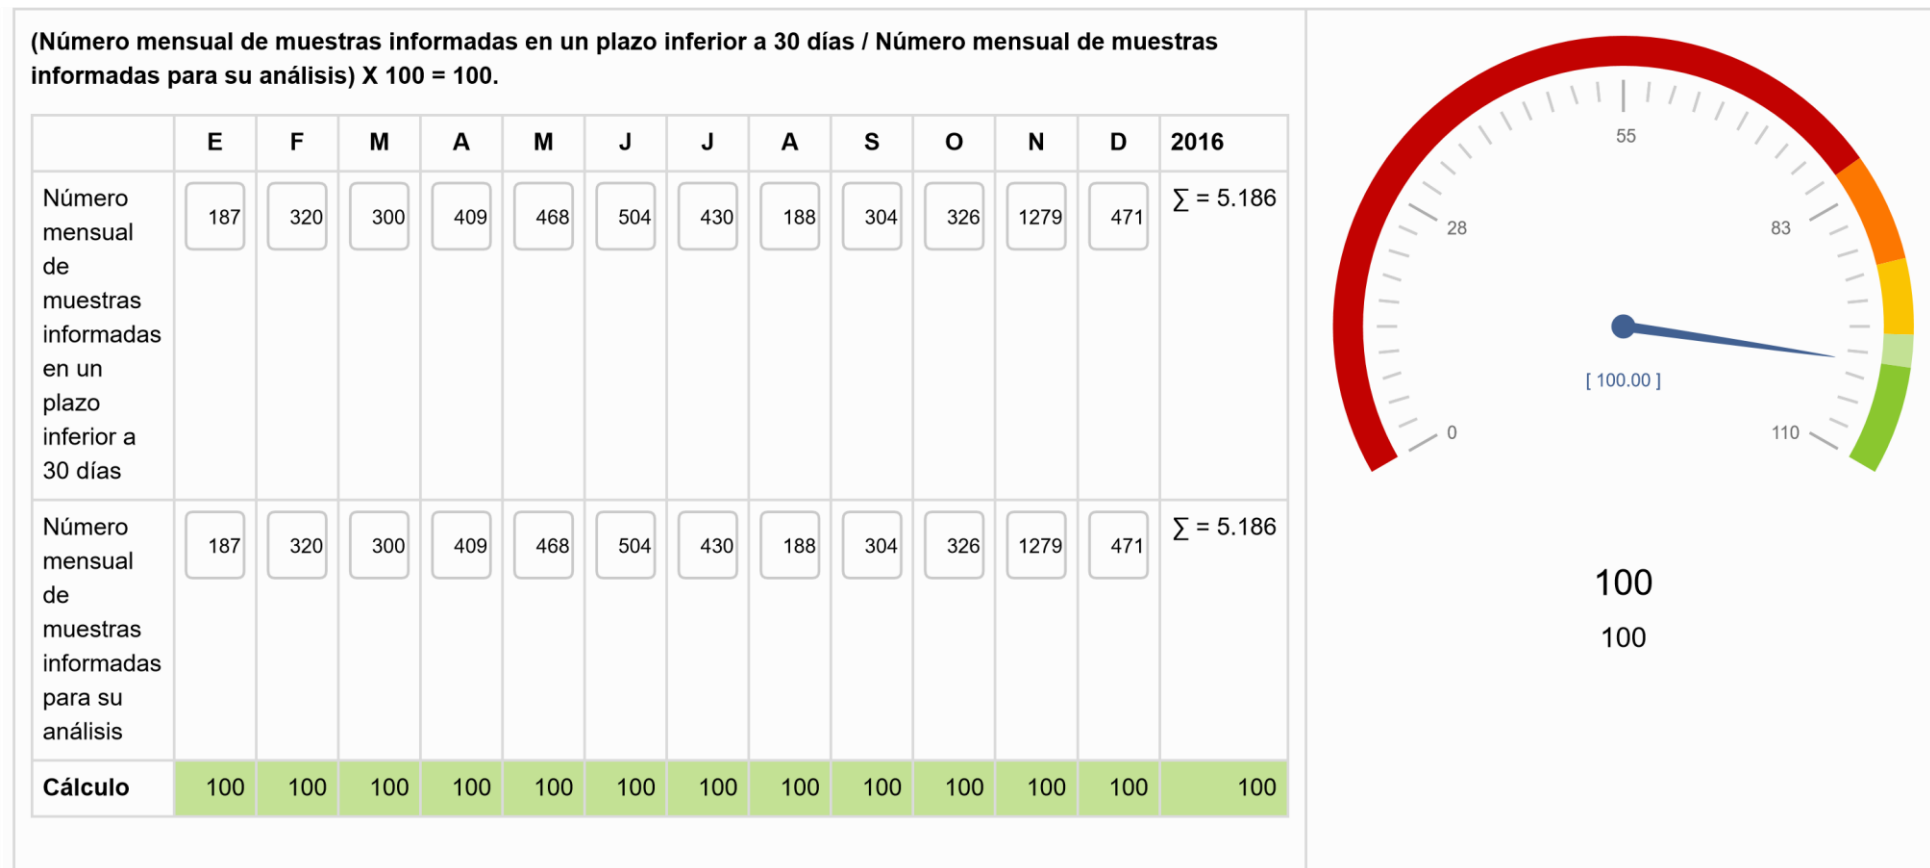 (Número mensual de muestras informadas en un plazo inferior a 30 días / Número mensual de muestras
informadas para su análisis) X 100 = 100.
E F M A M J J A S O N D 2016
Número
mensual
de
muestras
informadas
en un
plazo
inferior a
30 días
187 320 300 409 468 504 430 188 304 326 1279 471 ∑ = 5.186
Número
mensual
de
muestras
informadas
para su
análisis
187 320 300 409 468 504 430 188 304 326 1279 471 ∑ = 5.186
Cálculo 100 100 100 100 100 100 100 100 100 100 100 100 100
55
28 83
[ 100.00 ]
0 110
100
100